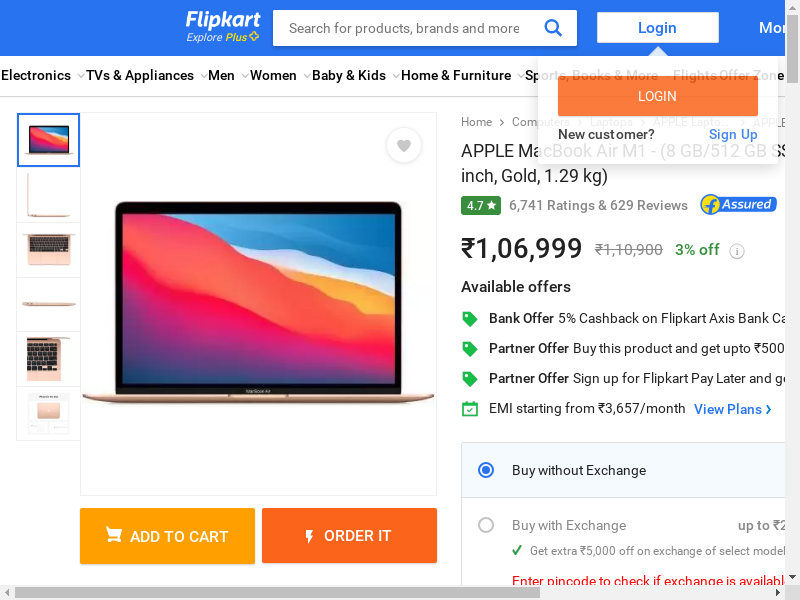 Flipkart
Explore Plus
Search for products, brands and more
Login
Mor
Electronics
TVs & Appliances
Men
Women
Baby & Kids
Home & Furniture
Sports, Books & More
Flights
Offer Zone
LOGIN
New customer?
Sign Up
Home
Computers
Laptops
APPLE Lapto...
APPLE
APPLE MacBook Air M1 - (8 GB/512 GB SS
inch, Gold, 1.29 kg)
4.7
6,741 Ratings & 629 Reviews
Assured
₹1,06,999
₹1,10,900
3% off
Available offers
Bank Offer 5% Cashback on Flipkart Axis Bank Ca
Partner Offer Buy this product and get upto ₹500
Partner Offer Sign up for Flipkart Pay Later and ge
EMI starting from ₹3,657/month
View Plans
Buy without Exchange
Buy with Exchange
up to ₹2
Get extra ₹5,000 off on exchange of select model
Enter pincode to check if exchange is availabl
MacBook Air
ADD TO CART
ORDER IT